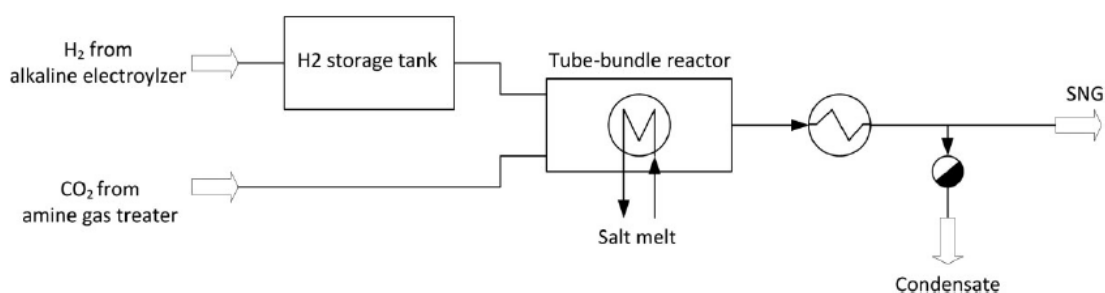 H₂ from
alkaline electroylzer
H2 storage tank
Tube-bundle reactor
SNG
CO₂ from
amine gas treater
Salt melt
Condensate